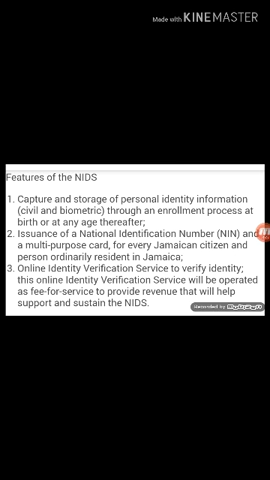 Made with KINEMASTER
Features of the NIDS
1. Capture and storage of personal identity information
(civil and biometric) through an enrollment process at
birth or at any age thereafter;
2. Issuance of a National Identification Number (NIN) and
a multi-purpose card, for every Jamaican citizen and
person ordinarily resident in Jamaica;
3. Online Identity Verification Service to verify identity;
this online Identity Verification Service will be operated
as fee-for-service to provide revenue that will help
support and sustain the NIDS.
Recorded by